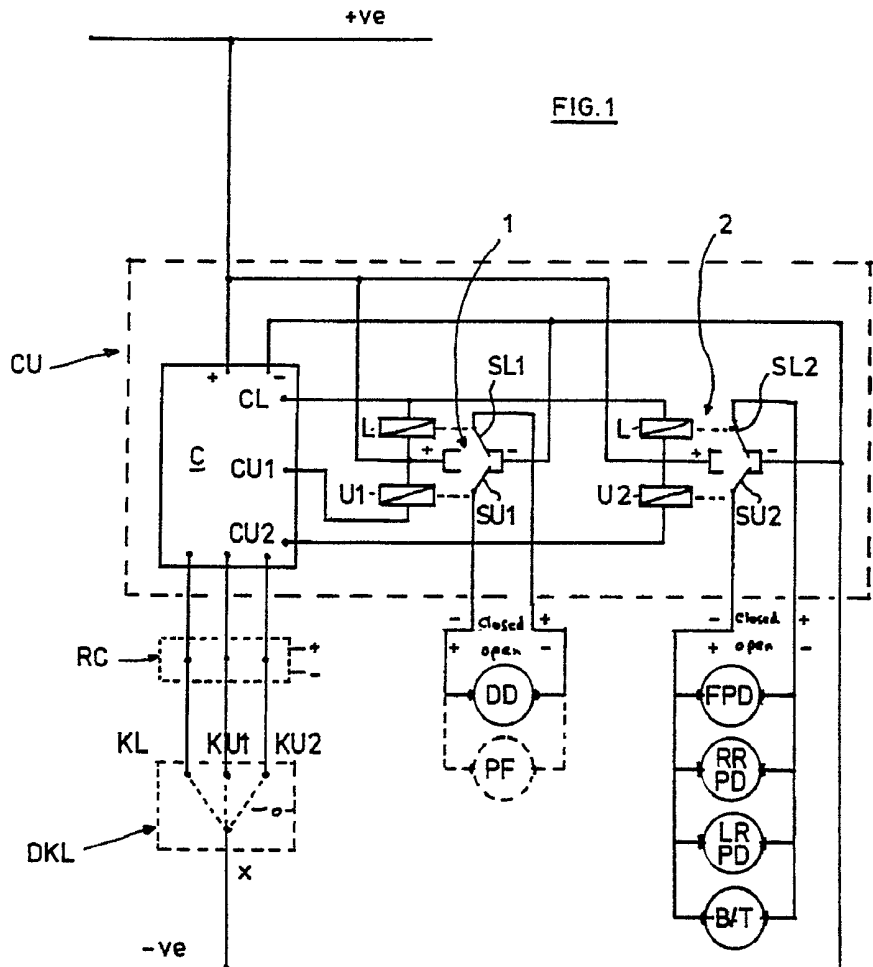 +ve
FIG.1
1
2
CU
+ -
CL
SL1
SL2
L
L
+ -
+ -
C
CU1
U1
U2
SU1
SU2
CU2
- Closed +
+ open -
- Closed +
+ open -
RC
+
-
DD
FPD
KL KU1 KU2
PF
RR PD
DKL
o
LR PD
X
B/T
-ve